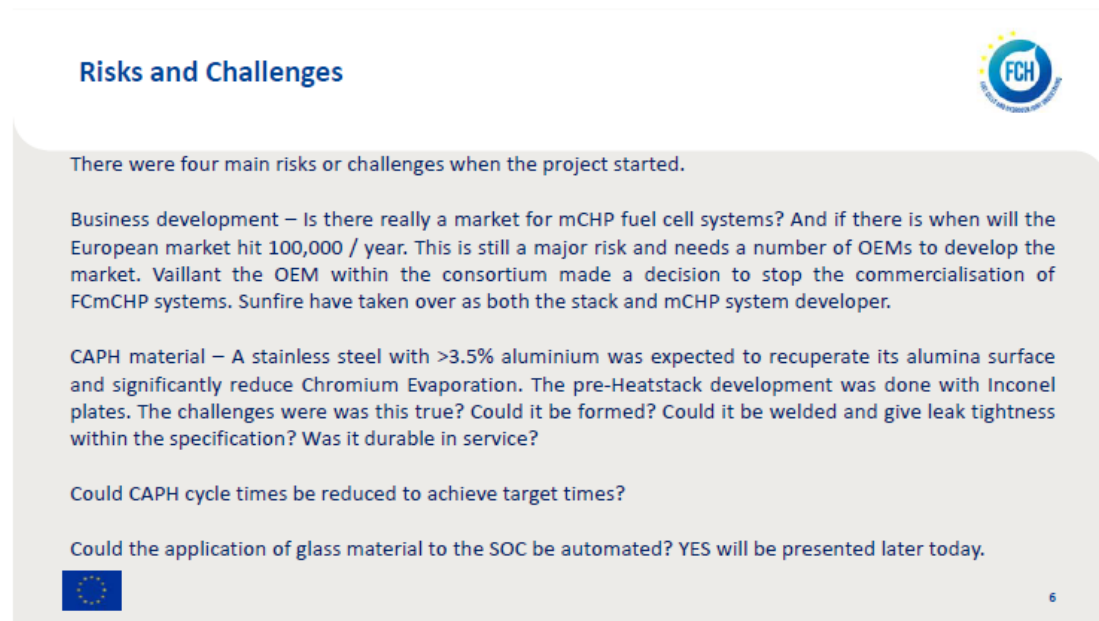 Risks and Challenges
FCH
FUEL CELLS AND HYDROGEN JOINT UNDERTAKING
There were four main risks or challenges when the project started.
Business development – Is there really a market for mCHP fuel cell systems? And if there is when will the
European market hit 100,000 / year. This is still a major risk and needs a number of OEMs to develop the
market. Vaillant the OEM within the consortium made a decision to stop the commercialisation of
FCmCHP systems. Sunfire have taken over as both the stack and mCHP system developer.
CAPH material – A stainless steel with >3.5% aluminium was expected to recuperate its alumina surface
and significantly reduce Chromium Evaporation. The pre-Heatstack development was done with Inconel
plates. The challenges were was this true? Could it be formed? Could it be welded and give leak tightness
within the specification? Was it durable in service?
Could CAPH cycle times be reduced to achieve target times?
Could the application of glass material to the SOC be automated? YES will be presented later today.
6